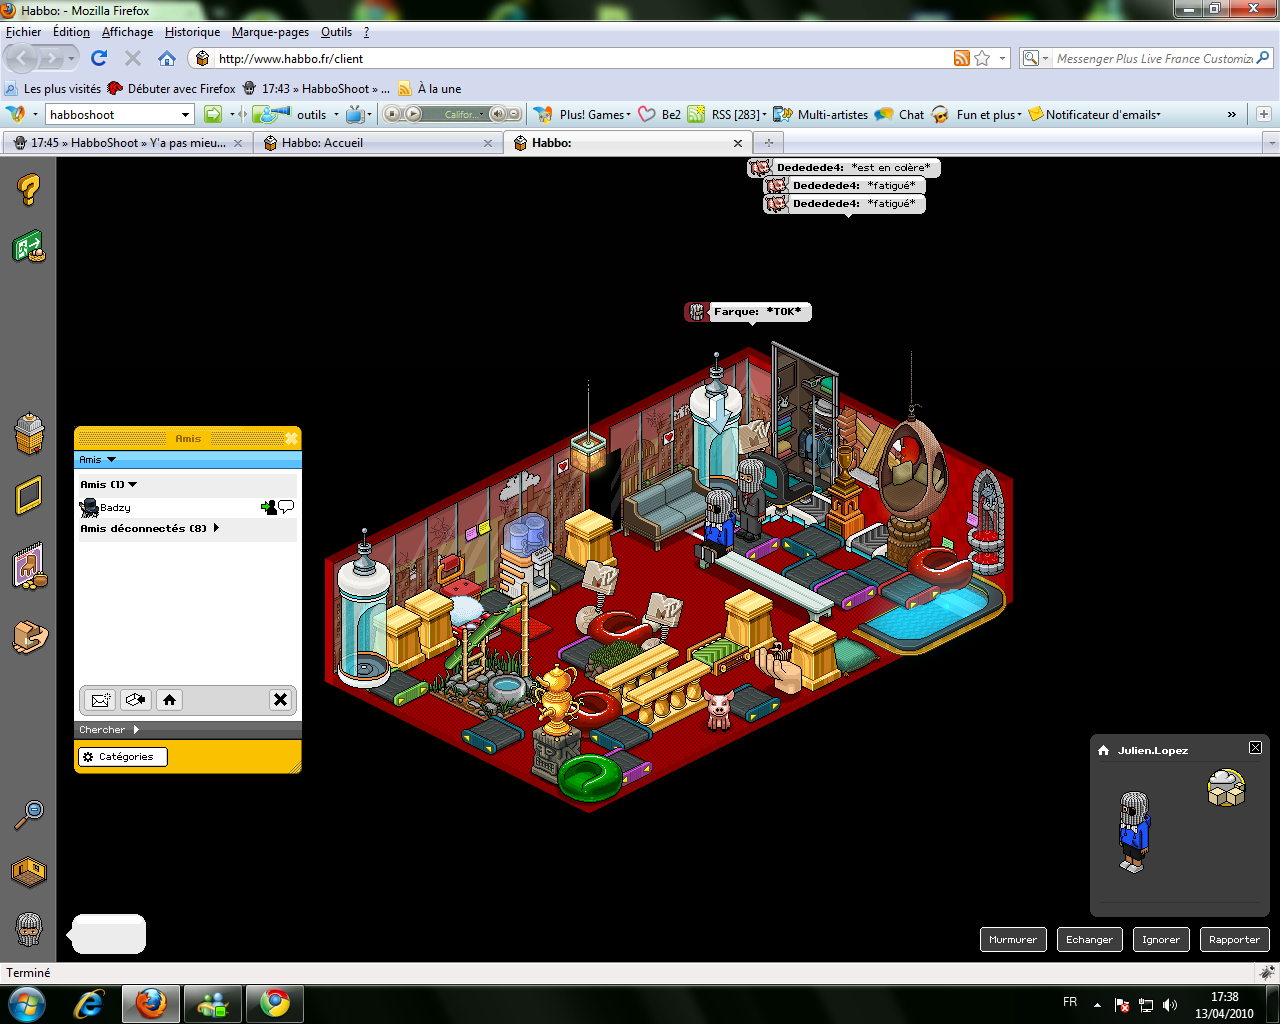 Habbo: - Mozilla Firefox
Fichier Édition Affichage Historique Marque-pages Outils ?
http://www.habbo.fr/client
Messenger Plus Live France Customiz
Les plus visités Débuter avec Firefox 17:43 » HabboShoot » ... À la une
habboshoot outils Califor... Plus! Games Be2 RSS [283] Multi-artistes Chat Fun et plus Notificateur d'emails »
17:45 » HabboShoot » Y'a pas mieu... Habbo: Accueil Habbo:
Dededede4: *est en colère*
Dededede4: *fatigué*
Dededede4: *fatigué*
Farque: *TOK*
MTV
MTV
Amis
Amis
Amis (1)
Badzy
Amis déconnectés (8)
Chercher
Catégories
Julien.Lopez
Murmurer Echanger Ignorer Rapporter
Terminé
FR
17:38
13/04/2010